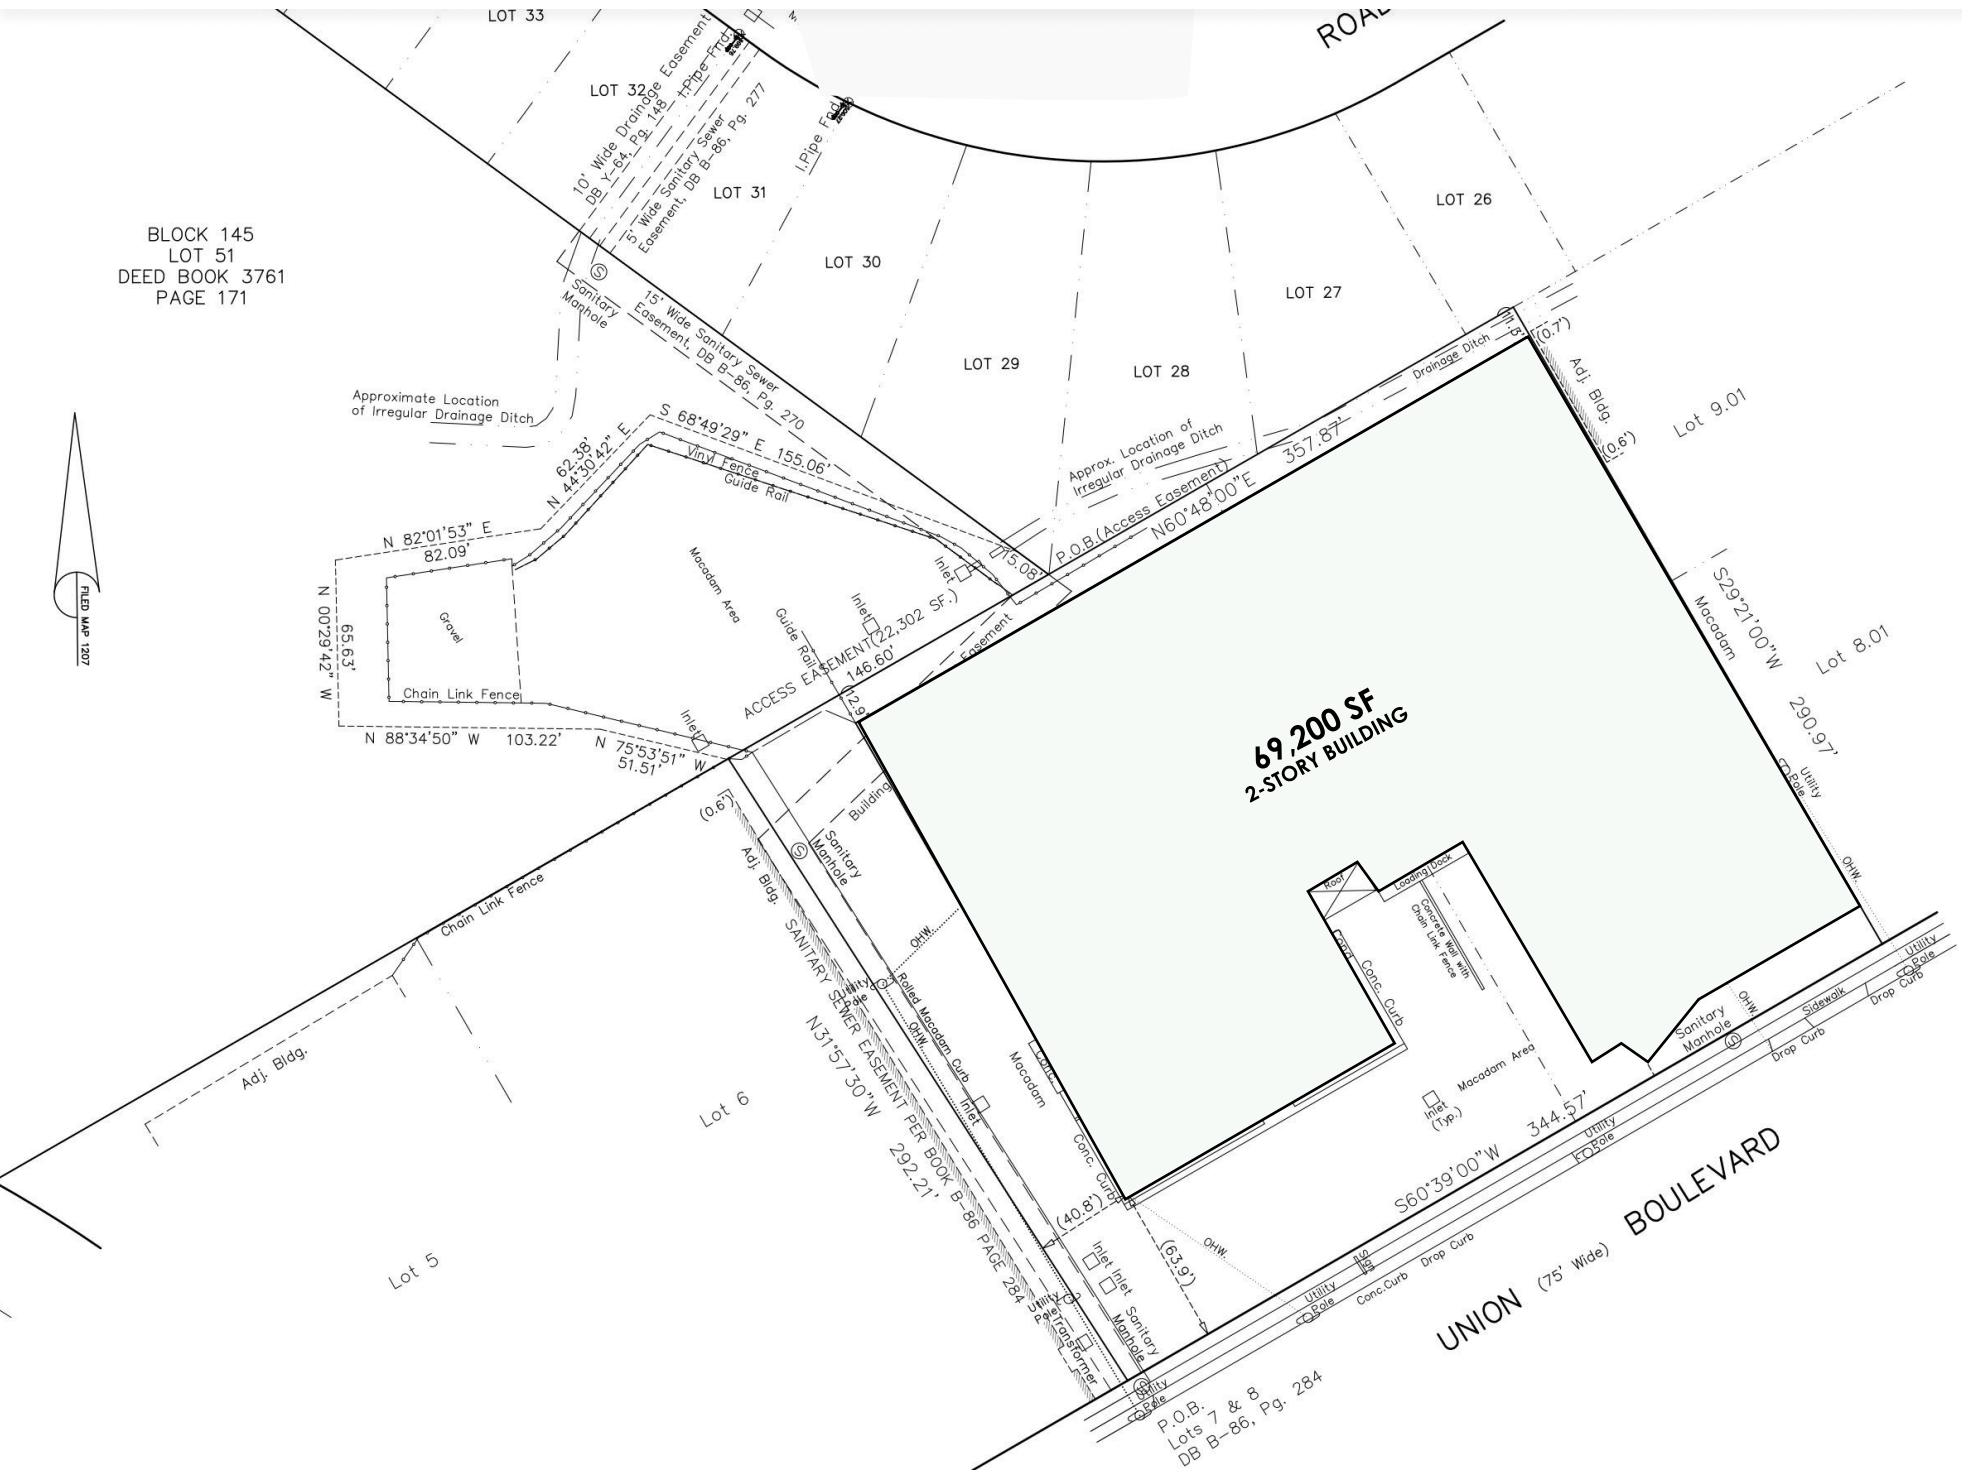 LOT 33
ROAD
LOT 32
10' Wide Drainage Easement
DB Y-64, Pg. 148
I.Pipe Fnd.
5' Wide Sanitary Sewer
Easement, DB B-86, Pg. 277
I.Pipe Fnd.
LOT 31
LOT 30
LOT 29
LOT 28
LOT 27
LOT 26
BLOCK 145
LOT 51
DEED BOOK 3761
PAGE 171
S
Sanitary
Manhole
15' Wide Sanitary Sewer
Easement, DB B-86, Pg. 270
Approximate Location
of Irregular Drainage Ditch
FILED MAP 1207
N 82°01'53" E
82.09'
62.38'
N 44°30'42" E
S 68°49'29" E 155.06'
Vinyl Fence
Guide Rail
N 00°29'42" W
65.63'
Gravel
Chain Link Fence
N 88°34'50" W 103.22'
N 75°53'51" W
51.51'
Macadam Area
Guide Rail
Inlet
Inlet
Inlet
ACCESS EASEMENT(22,302 SF.)
146.60'
12.9'
15.08'
Easement
P.O.B.(Access Easement)
N60°48'00"E
357.87'
Approx. Location of
Irregular Drainage Ditch
Drainage Ditch
(0.7')
Adj. Bldg.
(0.6')
Lot 9.01
S29°21'00"W
290.97'
Macadam
Lot 8.01
Utility
Pole
OHW.
69,200 SF
2-STORY BUILDING
Roof
Loading Dock
Concrete Wall with
Chain Link Fence
Conc. Curb
Macadam Area
Inlet
(Typ.)
Sanitary
Manhole
S
OHW.
Sidewalk
Utility
Pole
Drop Curb
Drop Curb
(0.6')
Adj. Bldg.
Building
Sanitary
Manhole
S
Chain Link Fence
Adj. Bldg.
Lot 6
Lot 5
SANITARY SEWER EASEMENT PER BOOK B-86 PAGE 284
N31°57'30"W
292.21'
OHW.
Utility
Pole
OHW.
Rolled Macadam Curb
Inlet
Macadam
Conc.
Conc. Curb
(40.8')
(63.9')
OHW.
Inlet
Inlet
Sanitary
Manhole
Utility
Pole
Transformer
Utility
Pole
P.O.B.
Lots 7 & 8
DB B-86, Pg. 284
Utility
Pole
Sign
Conc.Curb
Drop Curb
Utility
Pole
S60°39'00"W
344.57'
UNION (75' Wide) BOULEVARD